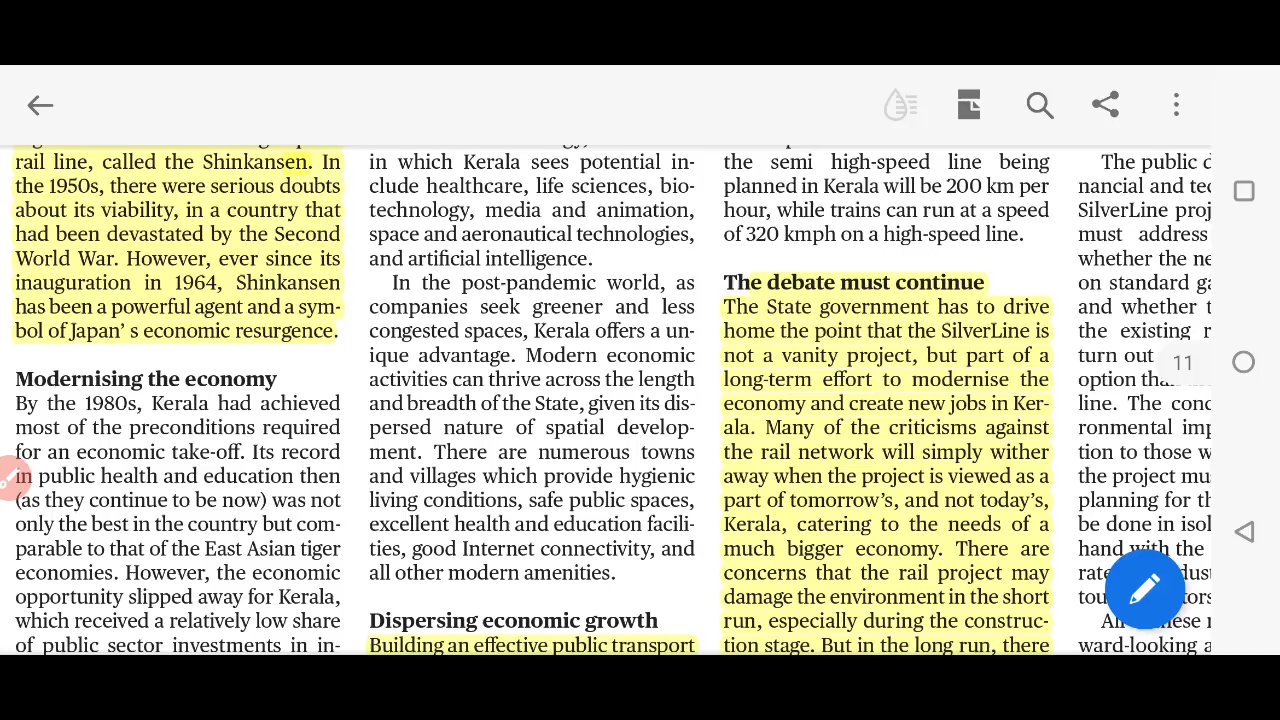 rail line, called the Shinkansen. In
the 1950s, there were serious doubts
about its viability, in a country that
had been devastated by the Second
World War. However, ever since its
inauguration in 1964, Shinkansen
has been a powerful agent and a sym-
bol of Japan’ s economic resurgence.
Modernising the economy
By the 1980s, Kerala had achieved
most of the preconditions required
for an economic take-off. Its record
in public health and education then
(as they continue to be now) was not
only the best in the country but com-
parable to that of the East Asian tiger
economies. However, the economic
opportunity slipped away for Kerala,
which received a relatively low share
of public sector investments in in-
in which Kerala sees potential in-
clude healthcare, life sciences, bio-
technology, media and animation,
space and aeronautical technologies,
and artificial intelligence.
In the post-pandemic world, as
companies seek greener and less
congested spaces, Kerala offers a un-
ique advantage. Modern economic
activities can thrive across the length
and breadth of the State, given its dis-
persed nature of spatial develop-
ment. There are numerous towns
and villages which provide hygienic
living conditions, safe public spaces,
excellent health and education facili-
ties, good Internet connectivity, and
all other modern amenities.
Dispersing economic growth
Building an effective public transport
the semi high-speed line being
planned in Kerala will be 200 km per
hour, while trains can run at a speed
of 320 kmph on a high-speed line.
The debate must continue
The State government has to drive
home the point that the SilverLine is
not a vanity project, but part of a
long-term effort to modernise the
economy and create new jobs in Ker-
ala. Many of the criticisms against
the rail network will simply wither
away when the project is viewed as a
part of tomorrow’s, and not today’s,
Kerala, catering to the needs of a
much bigger economy. There are
concerns that the rail project may
damage the environment in the short
run, especially during the construc-
tion stage. But in the long run, there
The public
nancial and
SilverLine
must address
whether the
on standard
and whether
the existing
turn out
option
line. The
ronmental
tion to those
the project
planning for
be done in
hand with the
ward-looking
11